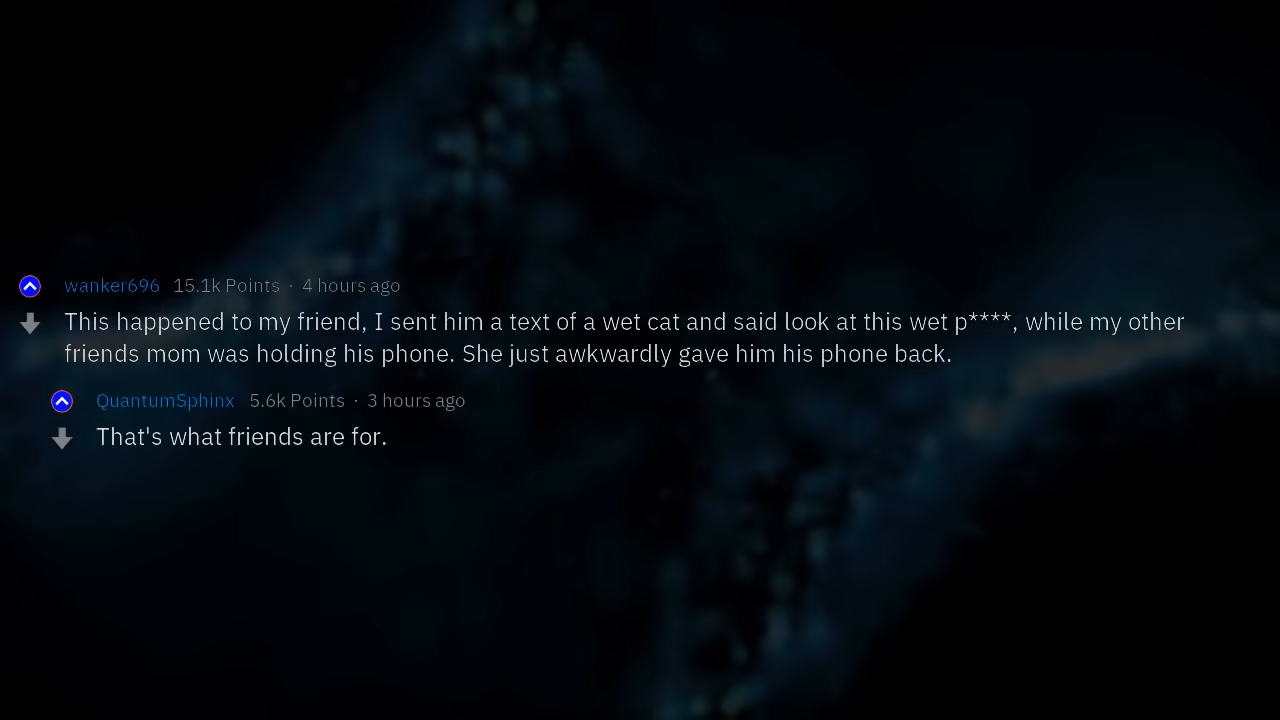 wanker696 15.1k Points · 4 hours ago
This happened to my friend, I sent him a text of a wet cat and said look at this wet p****, while my other
friends mom was holding his phone. She just awkwardly gave him his phone back.
QuantumSphinx 5.6k Points · 3 hours ago
That's what friends are for.